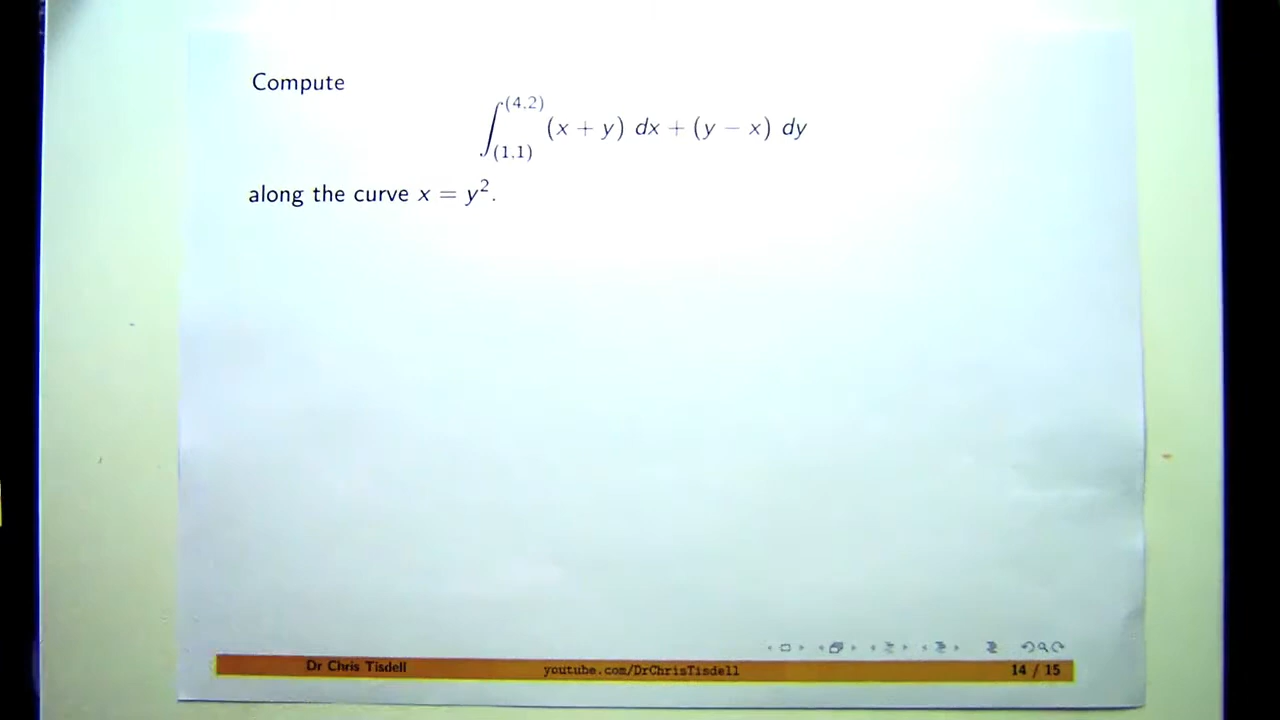 Compute
∫_{(1,1)}^{(4,2)} (x + y) dx + (y − x) dy
along the curve x = y².
Dr Chris Tisdell youtube.com/DrChrisTisdell 14 / 15